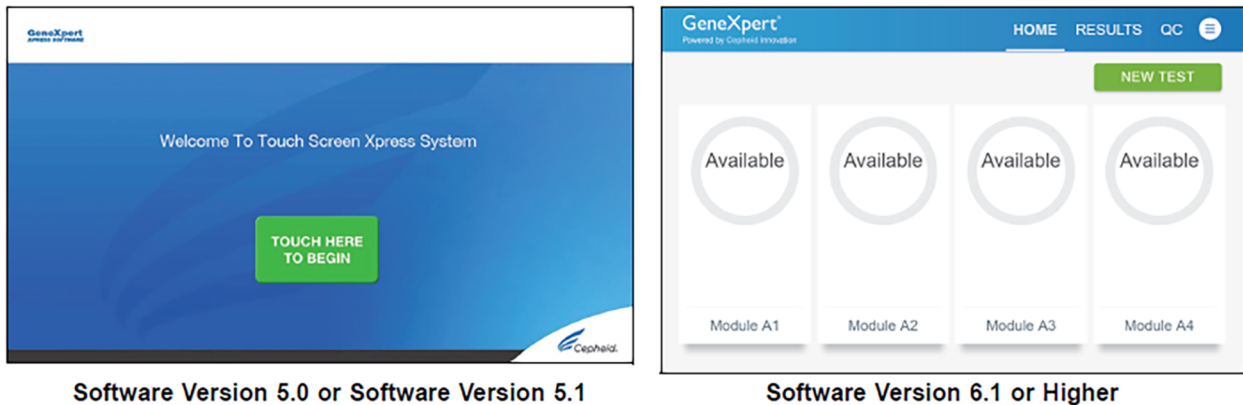 GeneXpert
XPRESS SOFTWARE
Welcome To Touch Screen Xpress System
TOUCH HERE
TO BEGIN
Cepheid.
Software Version 5.0 or Software Version 5.1
GeneXpert®
Powered by Cepheid Innovation
HOME RESULTS QC
NEW TEST
Available Available Available Available
Module A1 Module A2 Module A3 Module A4
Software Version 6.1 or Higher